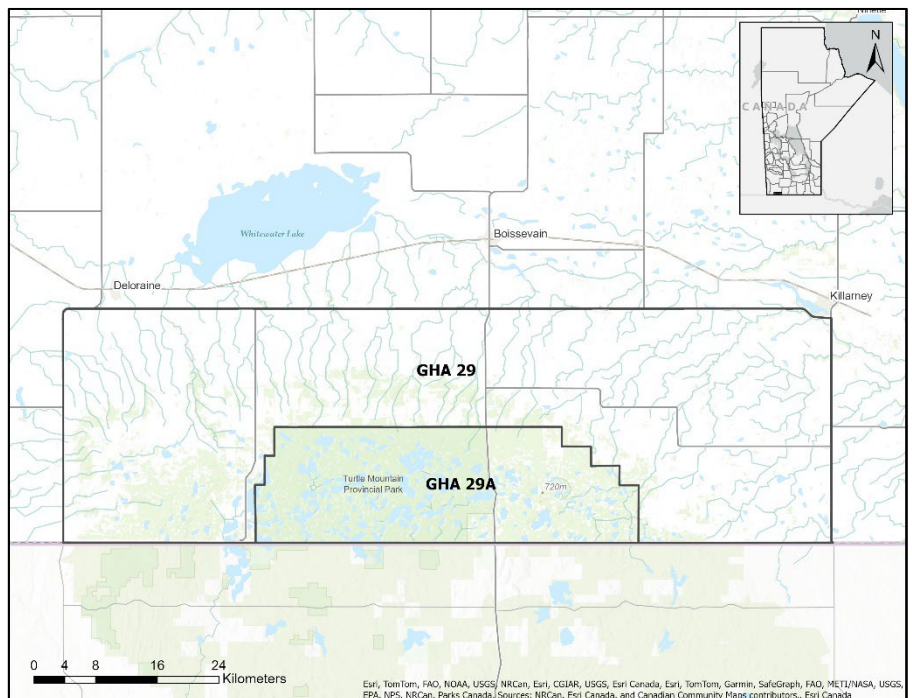 Ninette
N
CANADA
Whitewater Lake
Boissevain
Deloraine
Killarney
GHA 29
Turtle Mountain
Provincial Park
GHA 29A
720m
0 4 8 16 24
Kilometers
Esri, TomTom, FAO, NOAA, USGS, NRCan, Esri, CGIAR, USGS, Esri Canada, Esri, TomTom, Garmin, SafeGraph, FAO, METI/NASA, USGS,
EPA, NPS, NRCan, Parks Canada, Sources: NRCan, Esri Canada, and Canadian Community Maps contributors., Esri Canada